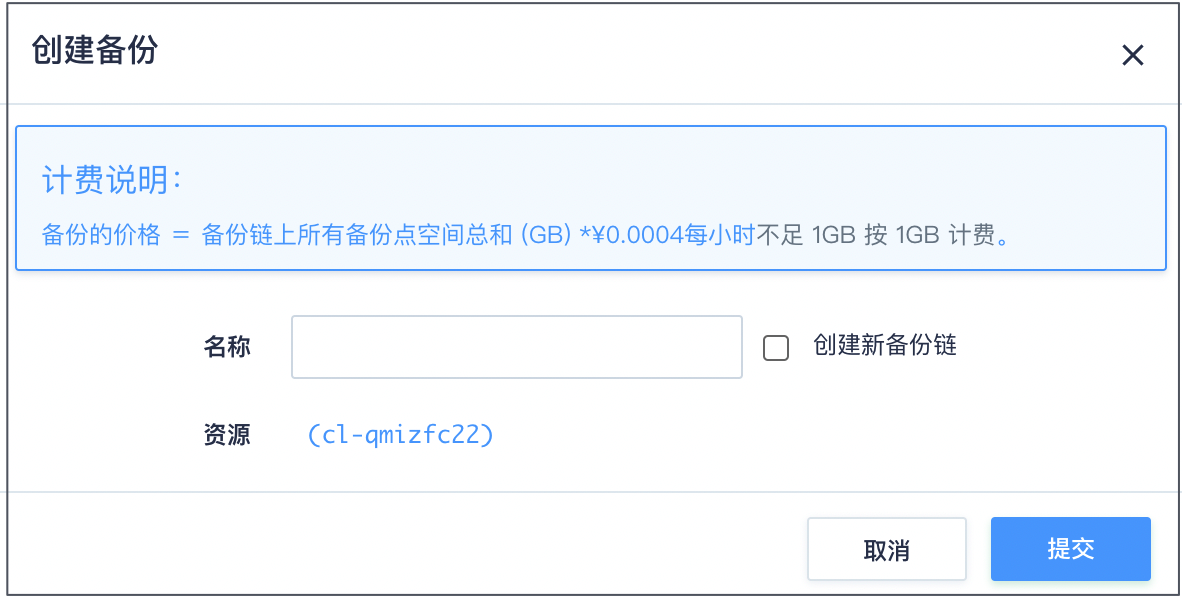 创建备份
计费说明：
备份的价格 = 备份链上所有备份点空间总和 (GB) *¥0.0004每小时不足 1GB 按 1GB 计费。
名称 创建新备份链
资源 (cl-qmizfc22)
取消 提交